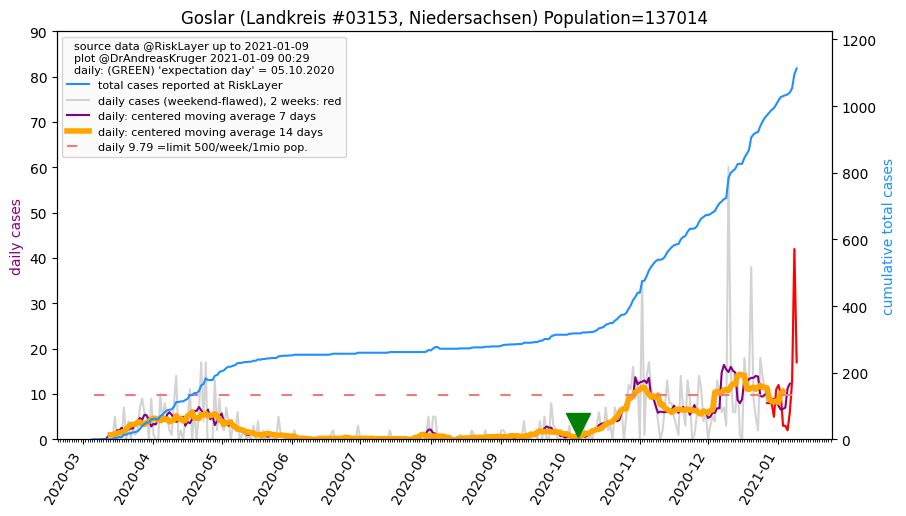 Goslar (Landkreis #03153, Niedersachsen) Population=137014
source data @RiskLayer up to 2021-01-09
plot @DrAndreasKruger 2021-01-09 00:29
daily: (GREEN) 'expectation day' = 05.10.2020
total cases reported at RiskLayer
daily cases (weekend-flawed), 2 weeks: red
daily: centered moving average 7 days
daily: centered moving average 14 days
daily 9.79 =limit 500/week/1mio pop.
daily cases
90
80
70
60
50
40
30
20
10
0
cumulative total cases
1200
1000
800
600
400
200
0
2020-03
2020-04
2020-05
2020-06
2020-07
2020-08
2020-09
2020-10
2020-11
2020-12
2021-01